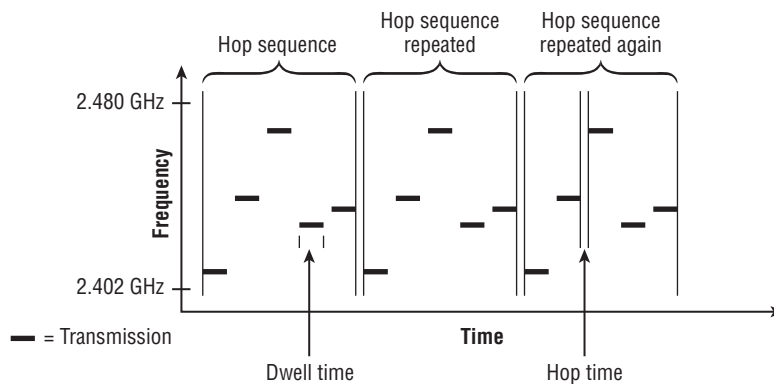 Hop sequence
Hop sequence
repeated
Hop sequence
repeated again
2.480 GHz
Frequency
2.402 GHz
= Transmission
Time
Dwell time
Hop time